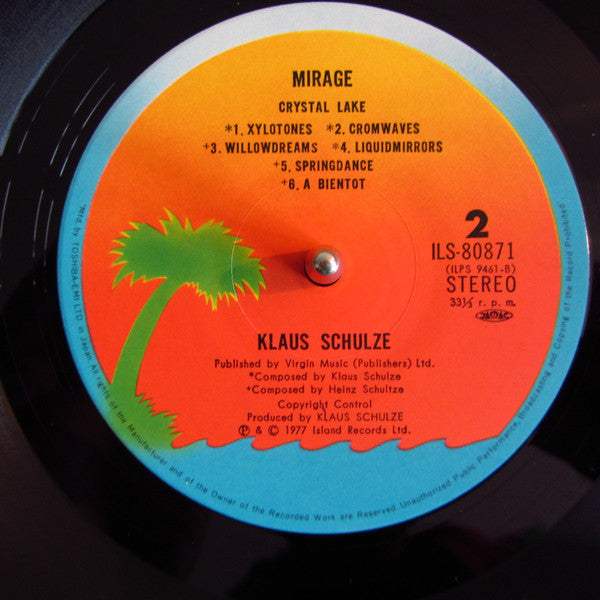 MIRAGE
CRYSTAL LAKE
*1. XYLOTONES *2. CROMWAVES
+3. WILLOWDREAMS *4. LIQUIDMIRRORS
+5. SPRINGDANCE
+6. A BIENTOT
2
ILS-80871
(ILPS 9461-B)
STEREO
33⅓ r. p. m.
JASRAC
KLAUS SCHULZE
Published by Virgin Music (Publishers) Ltd.
*Composed by Klaus Schulze
+Composed by Heinz Schultze
Copyright Control
Produced by KLAUS SCHULZE
Ⓟ & © 1977 Island Records Ltd.
"Mfd. by TOSHIBA-EMI LTD. in Japan. All rights of the Manufacturer and of the Owner of the Recorded Work are Reserved. Unauthorized Public Performance, Broadcasting and Copying of the Record Prohibited"